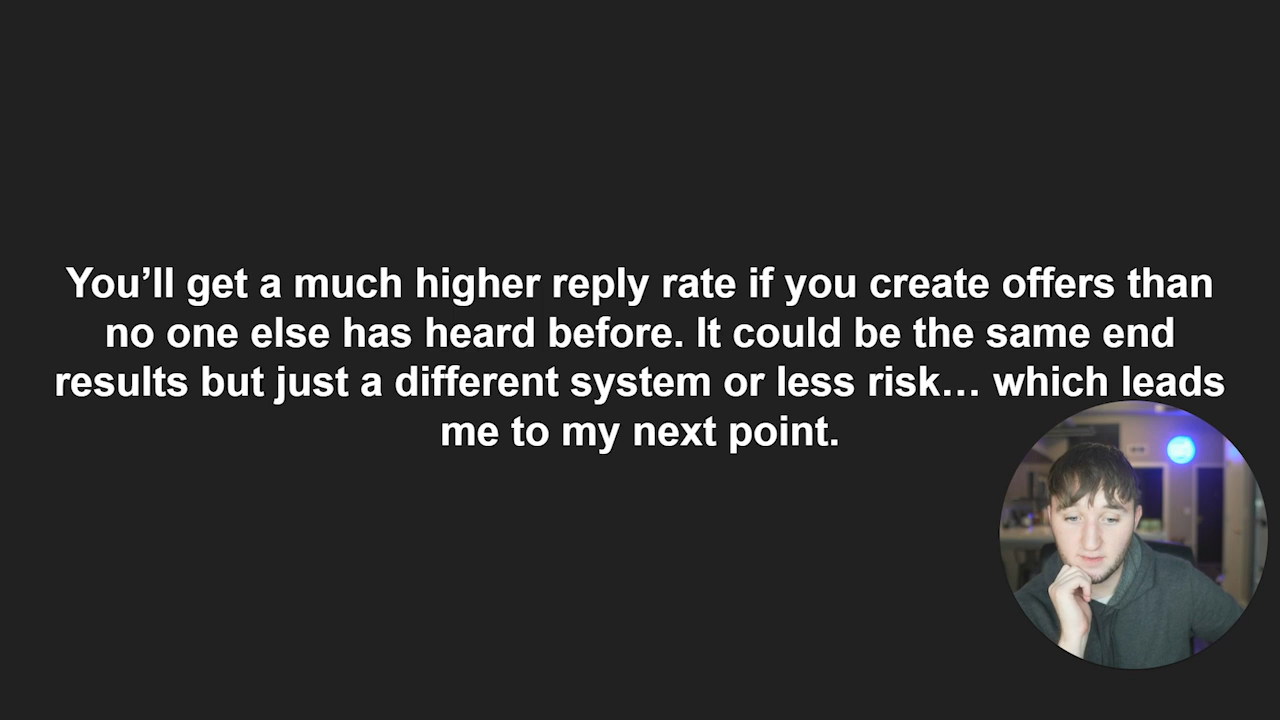 You’ll get a much higher reply rate if you create offers than
no one else has heard before. It could be the same end
results but just a different system or less risk… which leads
me to my next point.